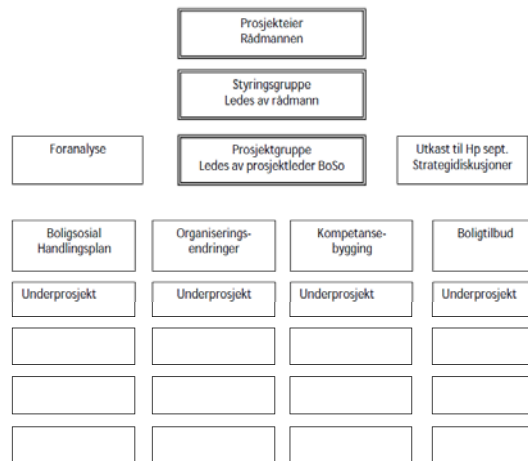 Prosjekteier
Rådmannen
Styringsgruppe
Ledes av rådmann
Foranalyse
Prosjektgruppe
Ledes av prosjektleder BoSo
Utkast til Hp sept.
Strategidiskusjoner
Boligsosial
Handlingsplan
Organiserings-
endringer
Kompetanse-
bygging
Boligtilbud
Underprosjekt
Underprosjekt
Underprosjekt
Underprosjekt